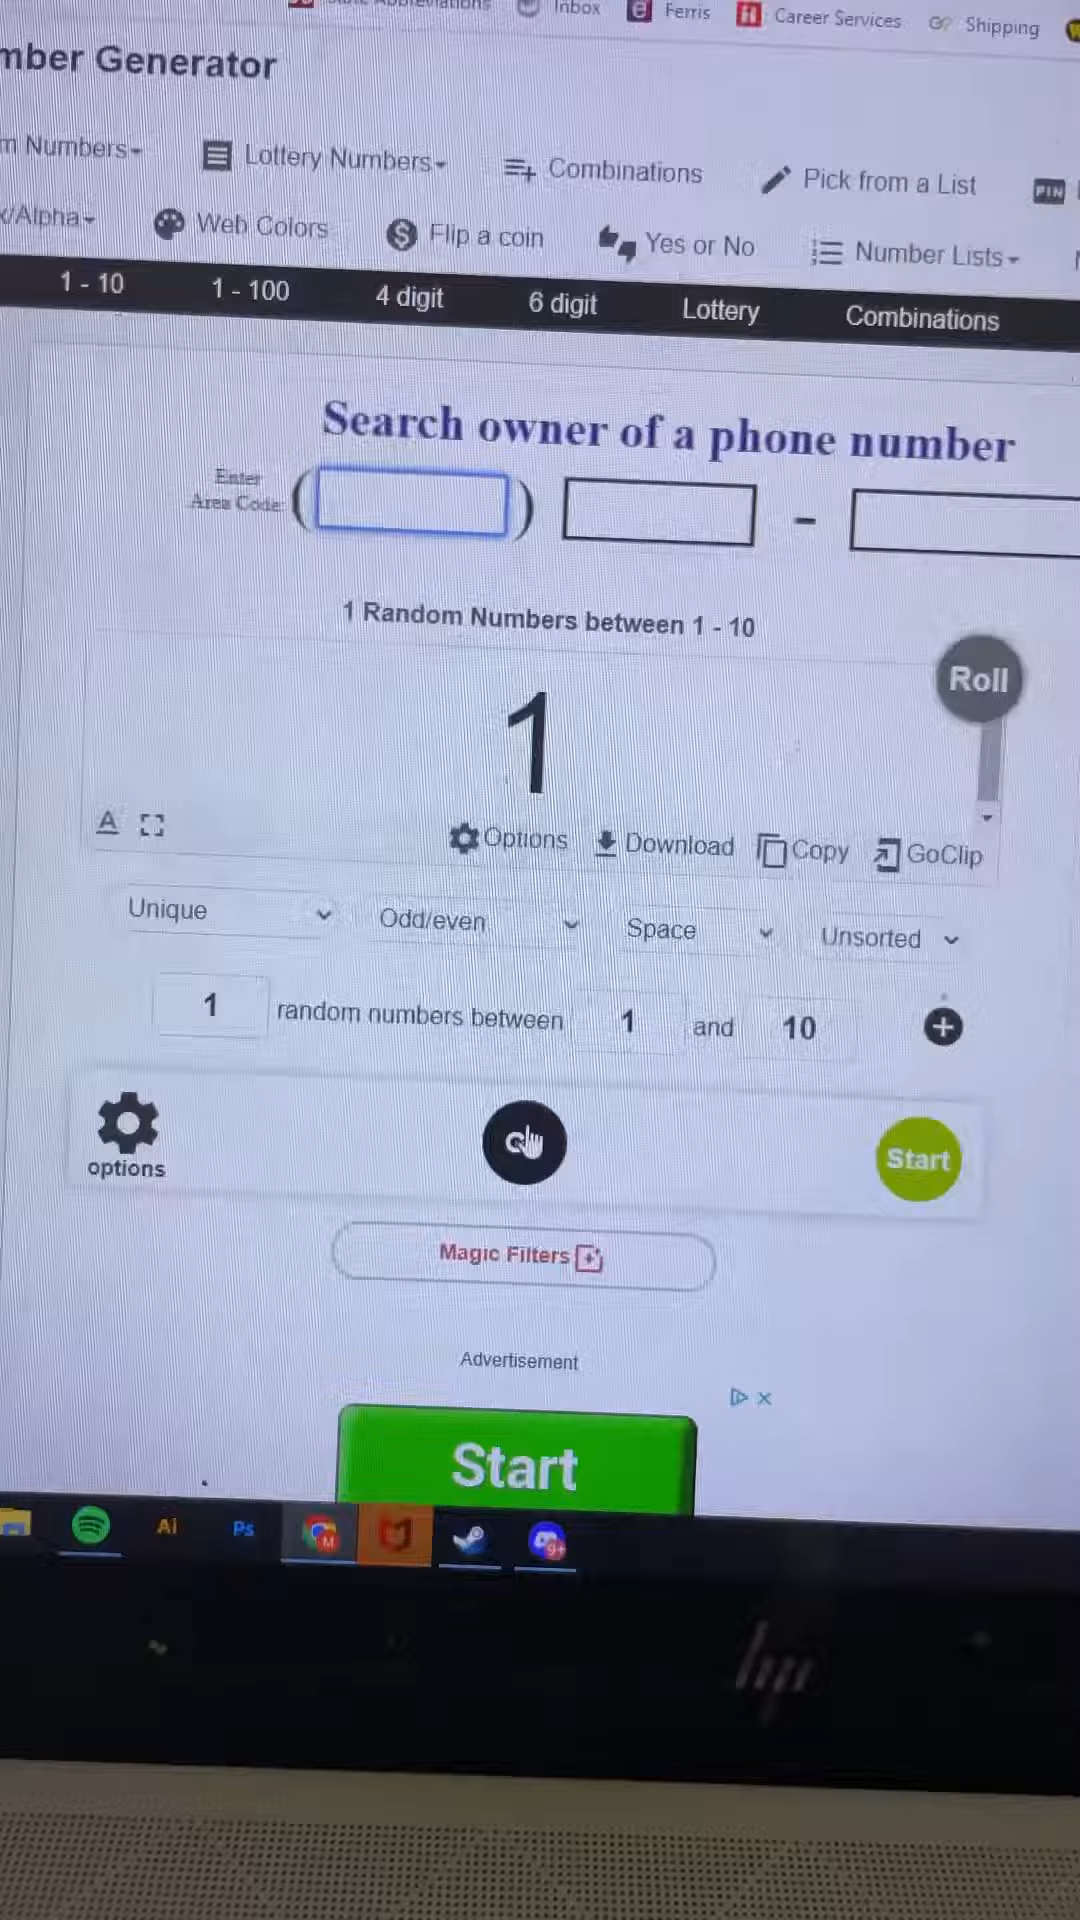 Inbox Ferris Career Services Shipping
mber Generator
m Numbers Lottery Numbers Combinations Pick from a List PIN
x/Alpha Web Colors Flip a coin Yes or No Number Lists
1 - 10 1 - 100 4 digit 6 digit Lottery Combinations
Search owner of a phone number
Enter
Area Code: ( ) -
1 Random Numbers between 1 - 10
Roll
1
A Options Download Copy GoClip
Unique Odd/even Space Unsorted
1 random numbers between 1 and 10
options
Start
Magic Filters
Advertisement
Start
Ai Ps M 9+
hp